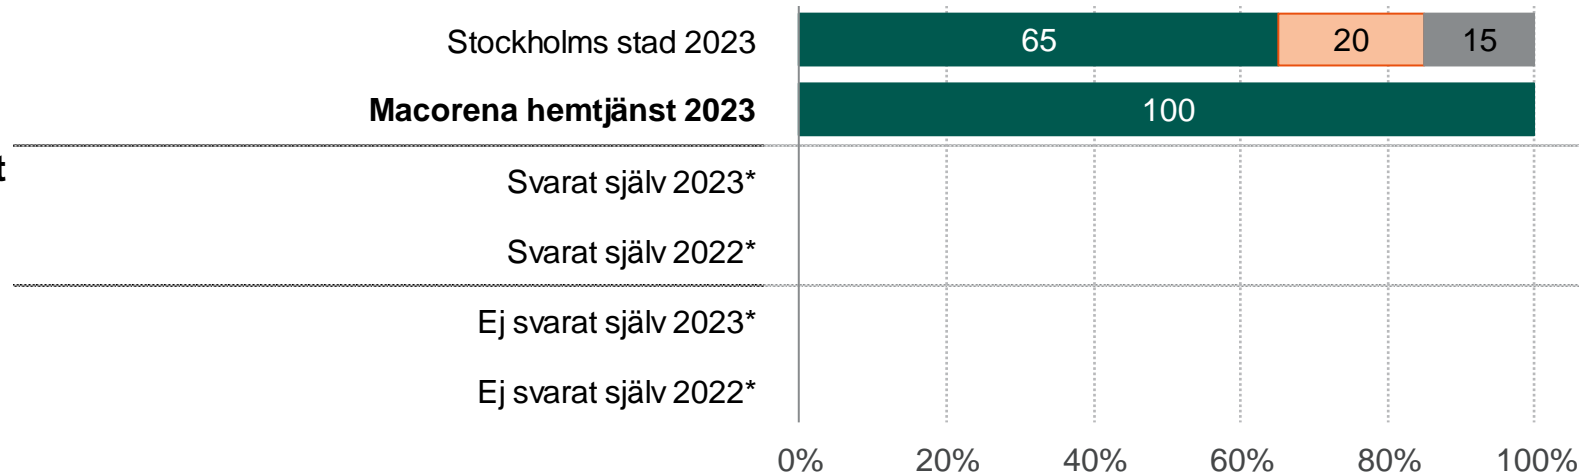 Stockholms stad 2023 65 20 15
Macorena hemtjänst 2023 100
t
Svarat själv 2023*
Svarat själv 2022*
Ej svarat själv 2023*
Ej svarat själv 2022*
0% 20% 40% 60% 80% 100%